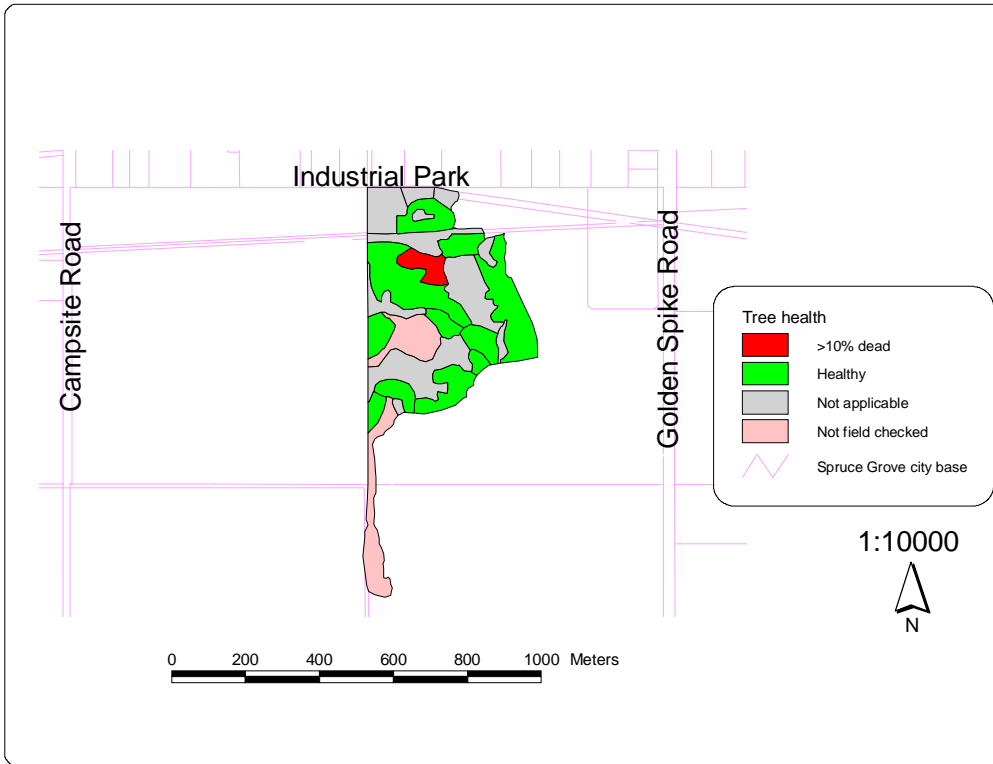 Industrial Park
Campsite Road
Golden Spike Road
Tree health
>10% dead
Healthy
Not applicable
Not field checked
Spruce Grove city base
1:10000
N
0 200 400 600 800 1000 Meters